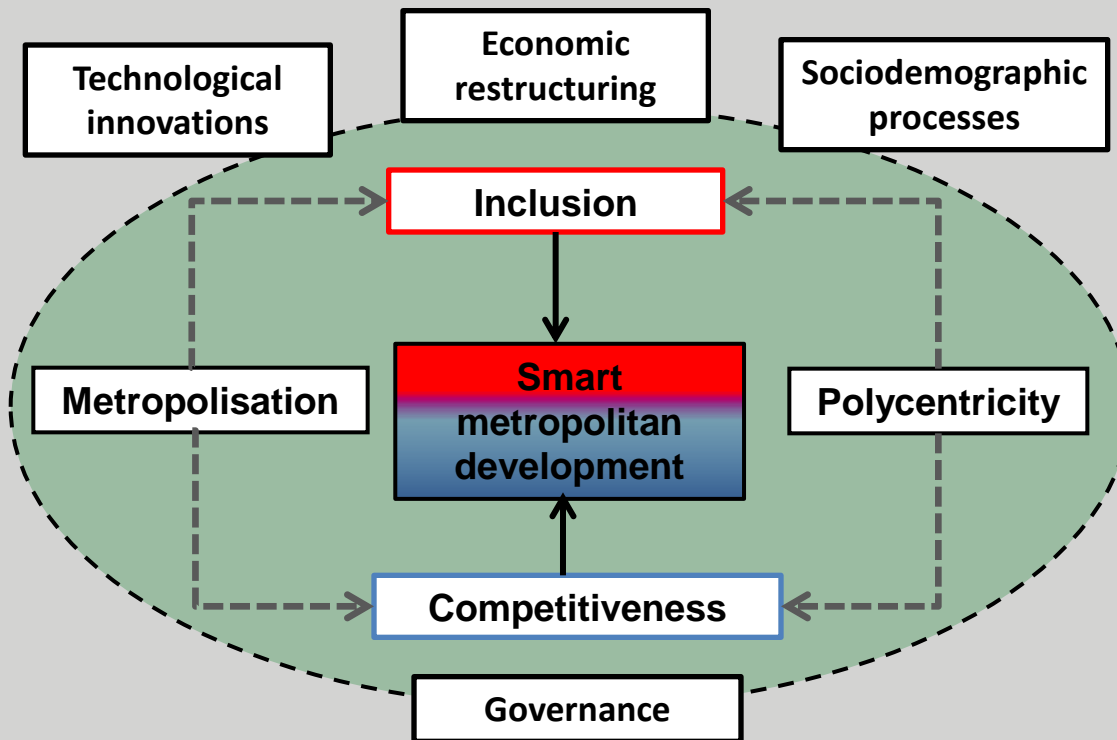 Technological
innovations
Economic
restructuring
Sociodemographic
processes
Inclusion
Metropolisation
Smart
metropolitan
development
Polycentricity
Competitiveness
Governance